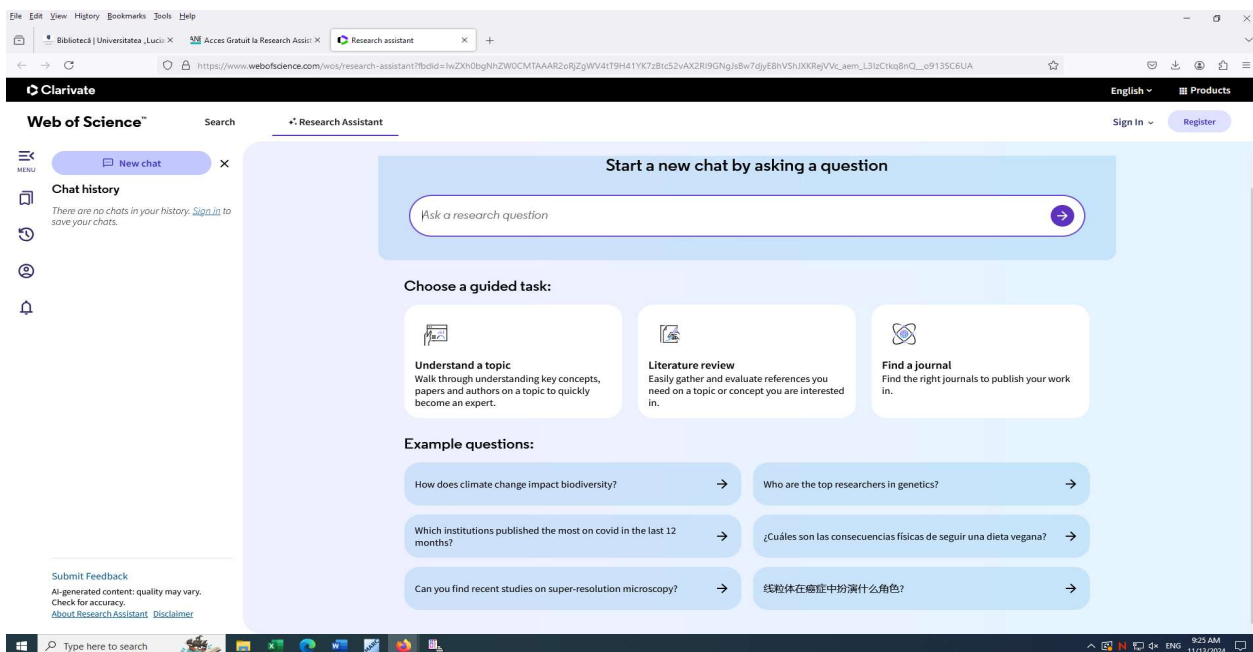 File Edit View History Bookmarks Tools Help
Bibliotecă | Universitatea „Lucia
Acces Gratuit la Research Assist
Research assistant
https://www.webofscience.com/wos/research-assistant?fbclid=
Clarivate
English
Products
Web of Science™
Search
Research Assistant
Sign In
Register
MENU
New chat
Chat history
There are no chats in your history. Sign in to
save your chats.
Start a new chat by asking a question
Ask a research question
Choose a guided task:
Understand a topic
Walk through understanding key concepts,
papers and authors on a topic to quickly
become an expert.
Literature review
Easily gather and evaluate references you
need on a topic or concept you are interested
in.
Find a journal
Find the right journals to publish your work
in.
Example questions:
How does climate change impact biodiversity?
Who are the top researchers in genetics?
Which institutions published the most on covid in the last 12
months?
¿Cuáles son las consecuencias físicas de seguir una dieta vegana?
Can you find recent studies on super-resolution microscopy?
线粒体在癌症中扮演什么角色?
Submit Feedback
AI-generated content: quality may vary.
Check for accuracy.
About Research Assistant Disclaimer
Type here to search
ENG
9:25 AM
11/13/2024